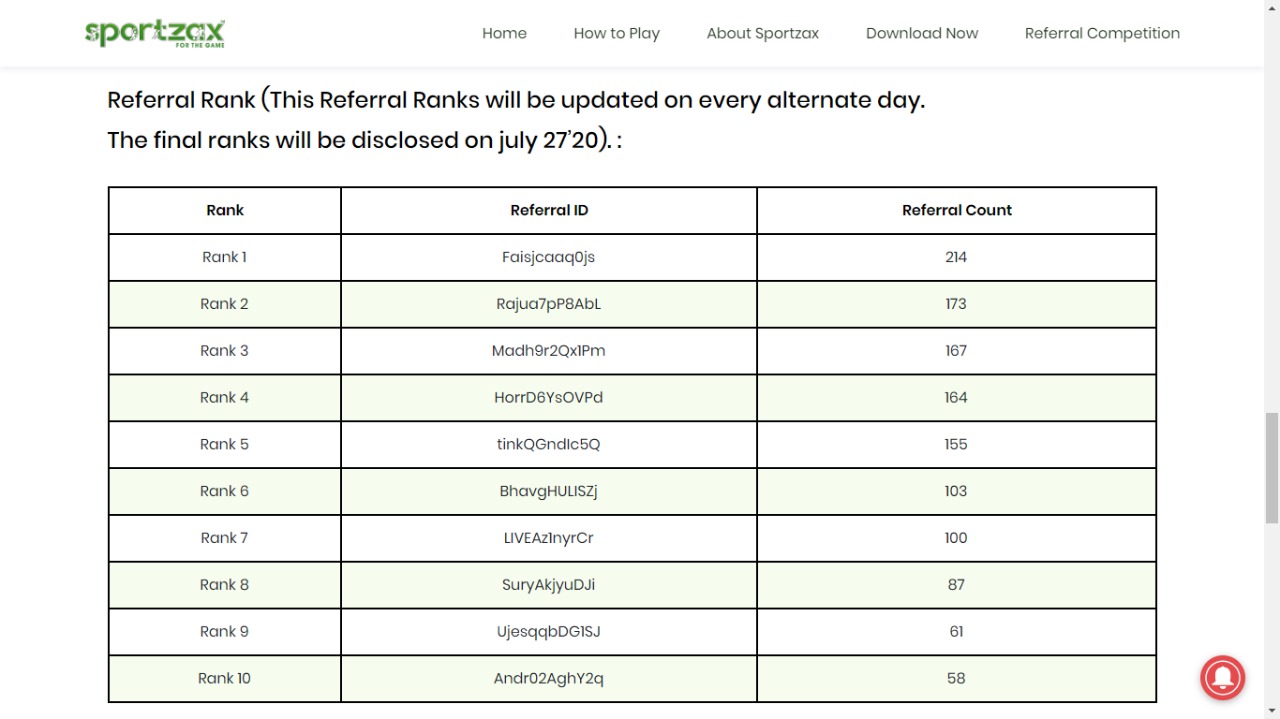 sportzax
FOR THE GAME
Home How to Play About Sportzax Download Now Referral Competition
Referral Rank (This Referral Ranks will be updated on every alternate day.
The final ranks will be disclosed on july 27’20). :
Rank Referral ID Referral Count
Rank 1 Faisjcaaq0js 214
Rank 2 Rajua7pP8AbL 173
Rank 3 Madh9r2Qx1Pm 167
Rank 4 HorrD6YsOVPd 164
Rank 5 tinkQGndIc5Q 155
Rank 6 BhavgHULISZj 103
Rank 7 LIVEAz1nyrCr 100
Rank 8 SuryAkjyuDJi 87
Rank 9 UjesqqbDG1SJ 61
Rank 10 Andr02AghY2q 58